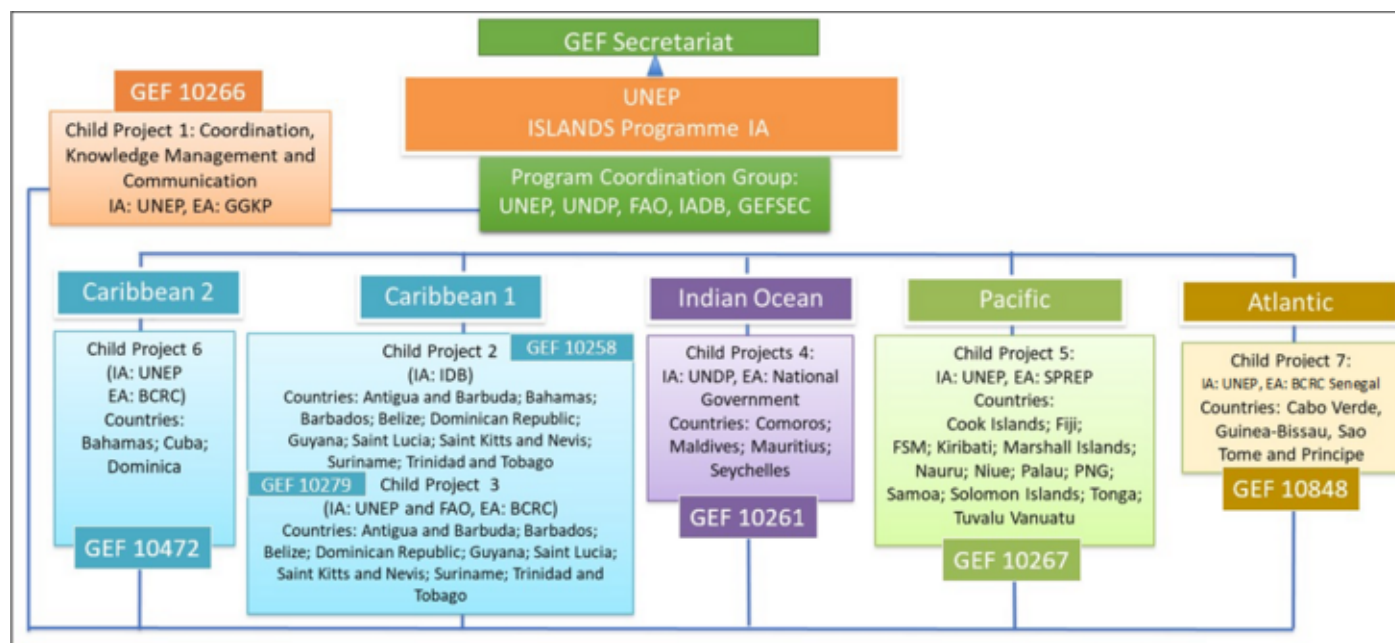 GEF Secretariat
UNEP
ISLANDS Programme IA
Program Coordination Group:
UNEP, UNDP, FAO, IADB, GEFSEC
GEF 10266
Child Project 1: Coordination,
Knowledge Management and
Communication
IA: UNEP, EA: GGKP
Caribbean 2
Child Project 6
(IA: UNEP
EA: BCRC)
Countries:
Bahamas; Cuba;
Dominica
GEF 10472
Caribbean 1
Child Project 2
GEF 10258
(IA: IDB)
Countries: Antigua and Barbuda; Bahamas;
Barbados; Belize; Dominican Republic;
Guyana; Saint Lucia; Saint Kitts and Nevis;
Suriname; Trinidad and Tobago
GEF 10279
Child Project 3
(IA: UNEP and FAO, EA: BCRC)
Countries: Antigua and Barbuda; Barbados;
Belize; Dominican Republic; Guyana; Saint Lucia;
Saint Kitts and Nevis; Suriname; Trinidad and
Tobago
Indian Ocean
Child Projects 4:
IA: UNDP, EA: National
Government
Countries: Comoros;
Maldives; Mauritius;
Seychelles
GEF 10261
Pacific
Child Project 5:
IA: UNEP, EA: SPREP
Countries:
Cook Islands; Fiji;
FSM; Kiribati; Marshall Islands;
Nauru; Niue; Palau; PNG;
Samoa; Solomon Islands; Tonga;
Tuvalu Vanuatu
GEF 10267
Atlantic
Child Project 7:
IA: UNEP, EA: BCRC Senegal
Countries: Cabo Verde,
Guinea-Bissau, Sao
Tome and Principe
GEF 10848